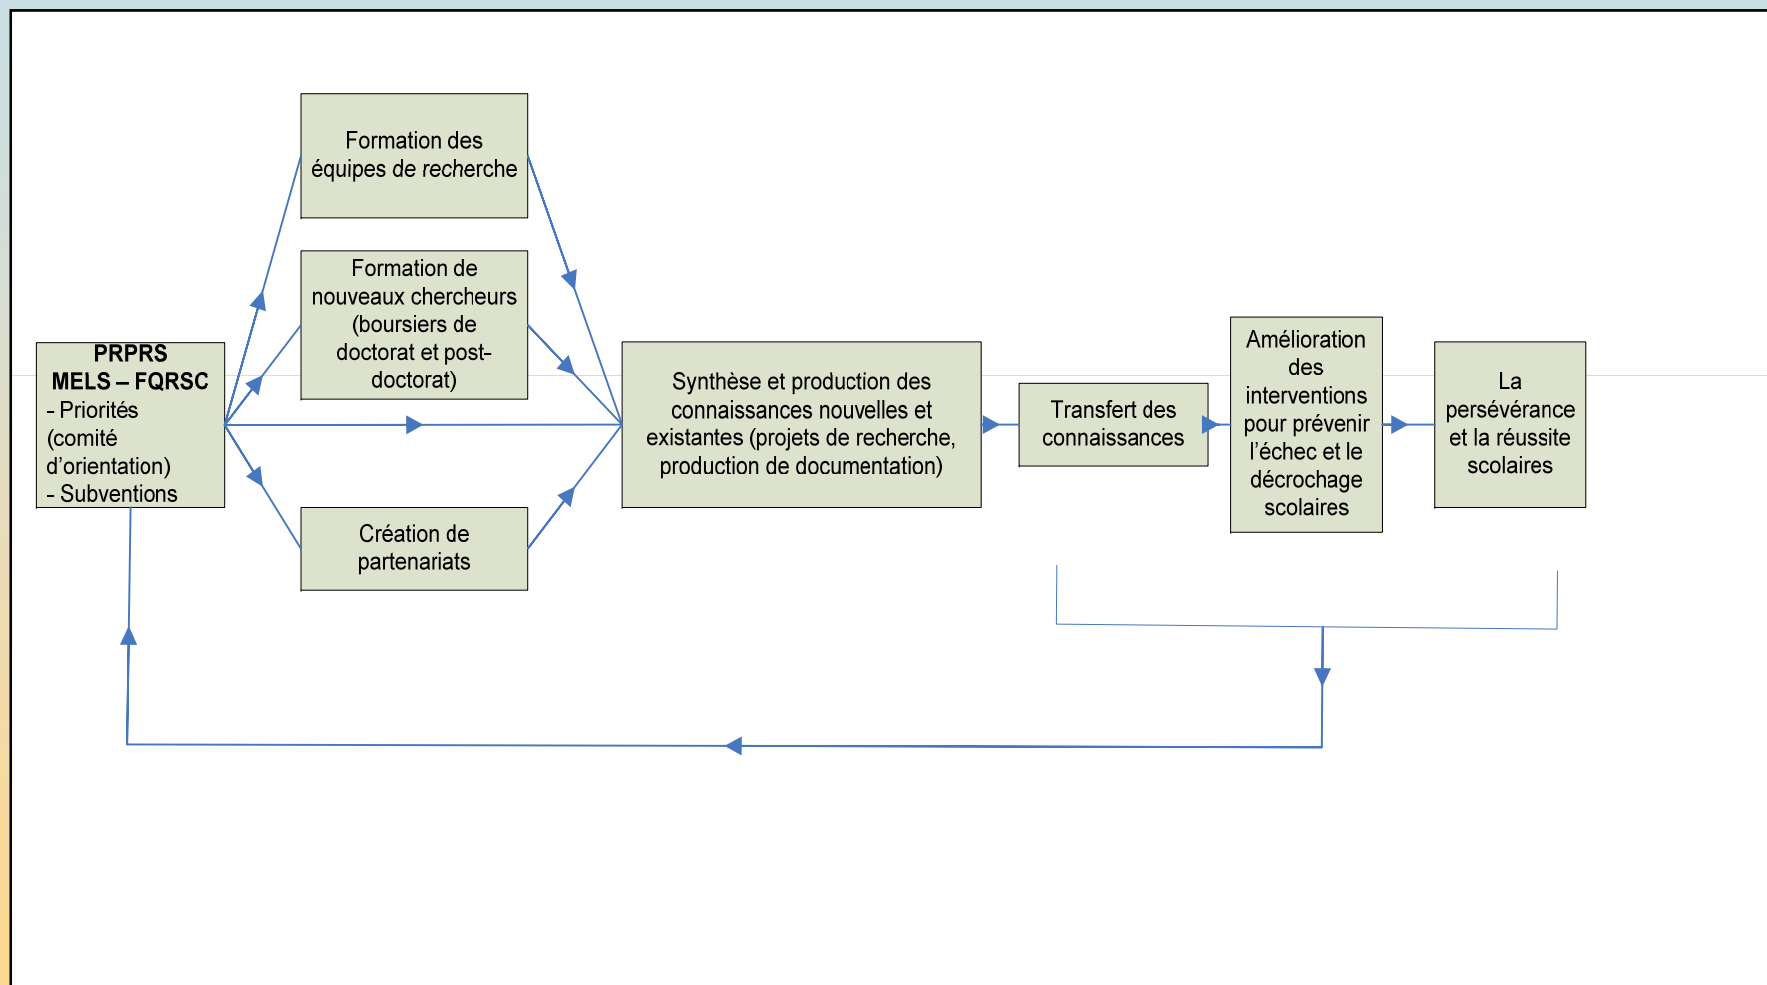 Formation des
équipes de recherche
Formation de
nouveaux chercheurs
(boursiers de
doctorat et post-
doctorat)
PRPRS
MELS – FQRSC
- Priorités
(comité
d'orientation)
- Subventions
Création de
partenariats
Synthèse et production des
connaissances nouvelles et
existantes (projets de recherche,
production de documentation)
Transfert des
connaissances
Amélioration
des
interventions
pour prévenir
l'échec et le
décrochage
scolaires
La
persévérance
et la réussite
scolaires